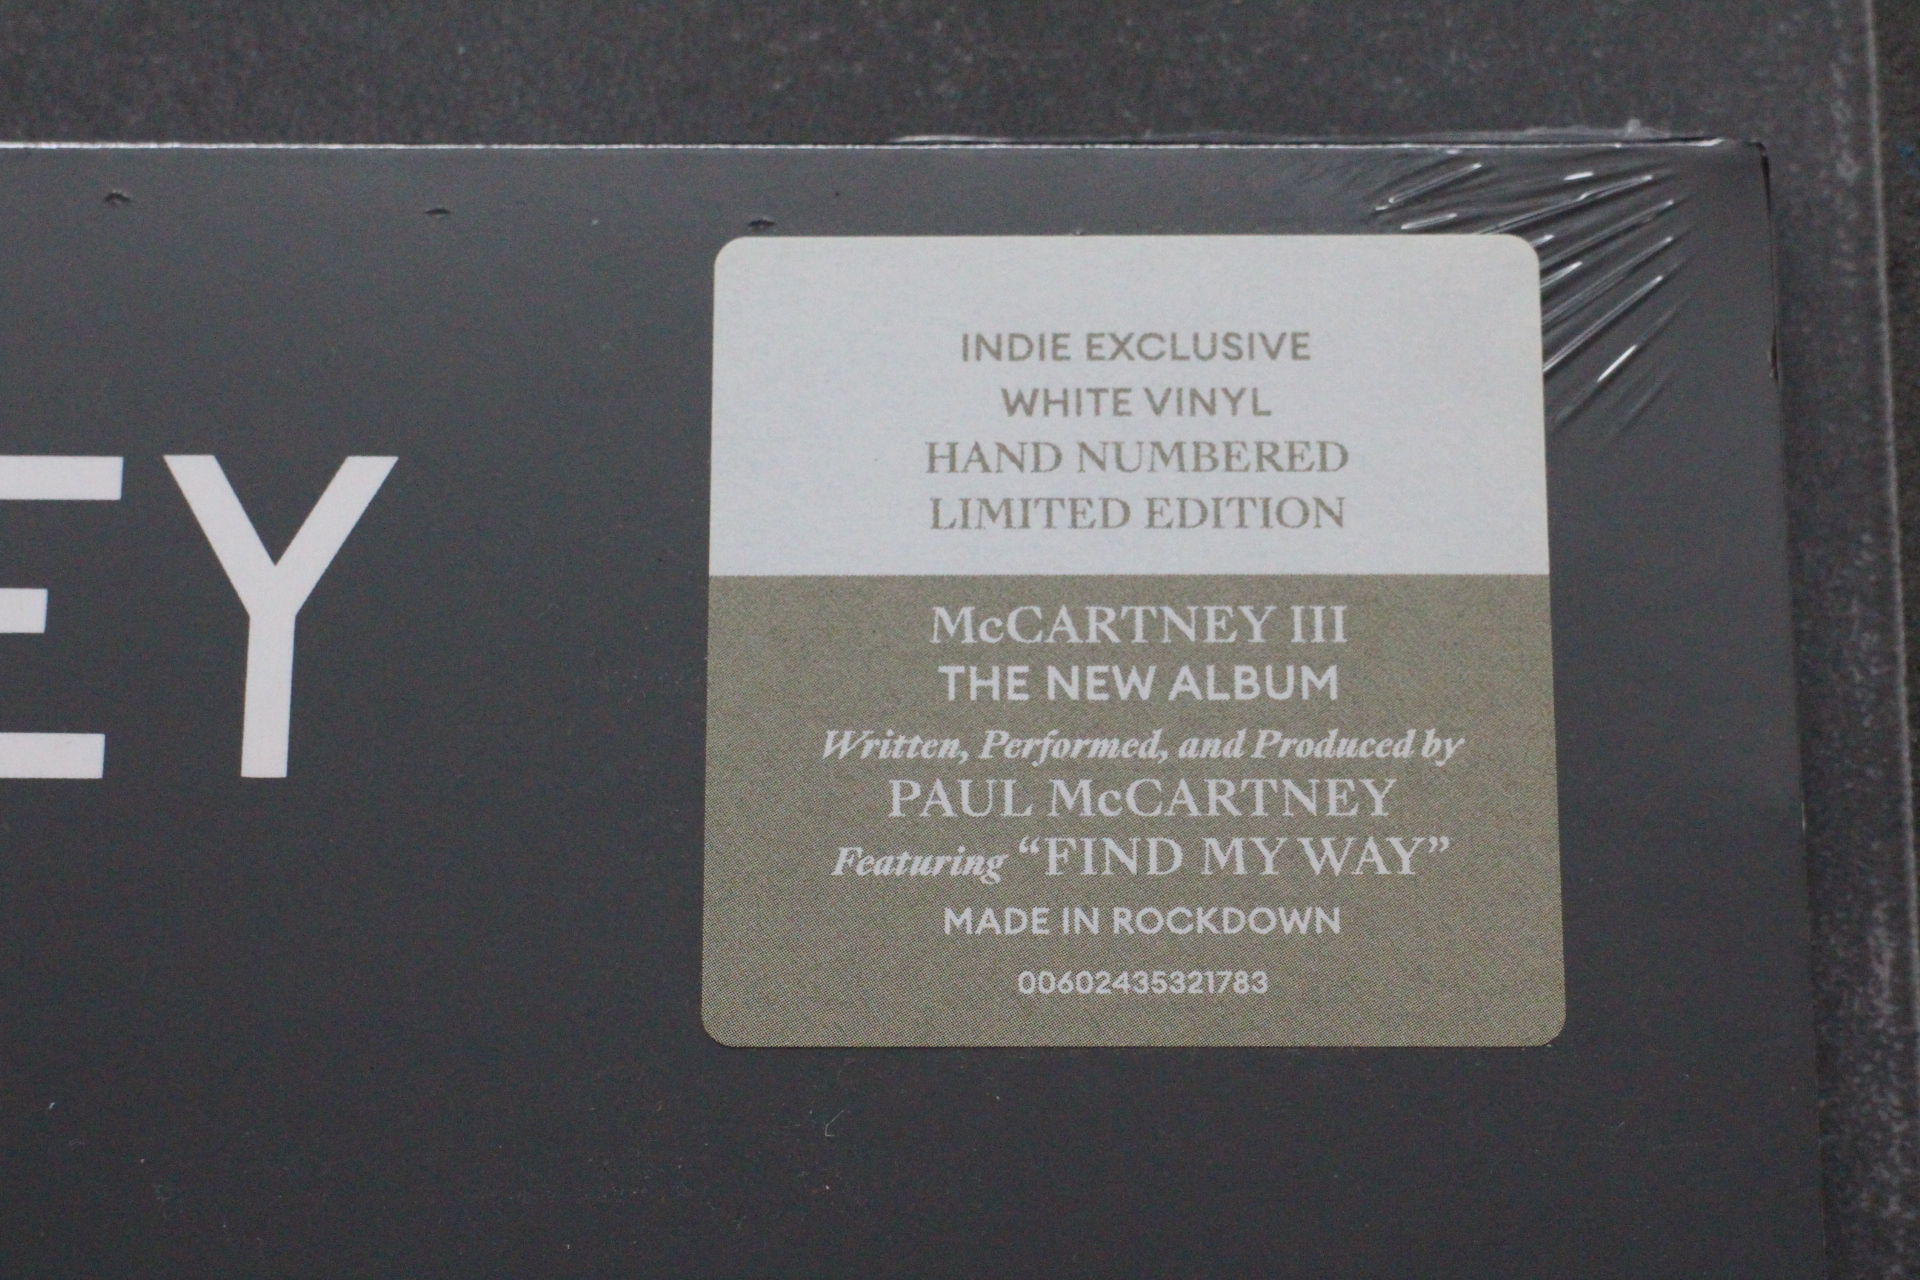 EY
INDIE EXCLUSIVE
WHITE VINYL
HAND NUMBERED
LIMITED EDITION
McCARTNEY III
THE NEW ALBUM
Written, Performed, and Produced by
PAUL McCARTNEY
Featuring “FIND MY WAY”
MADE IN ROCKDOWN
00602435321783